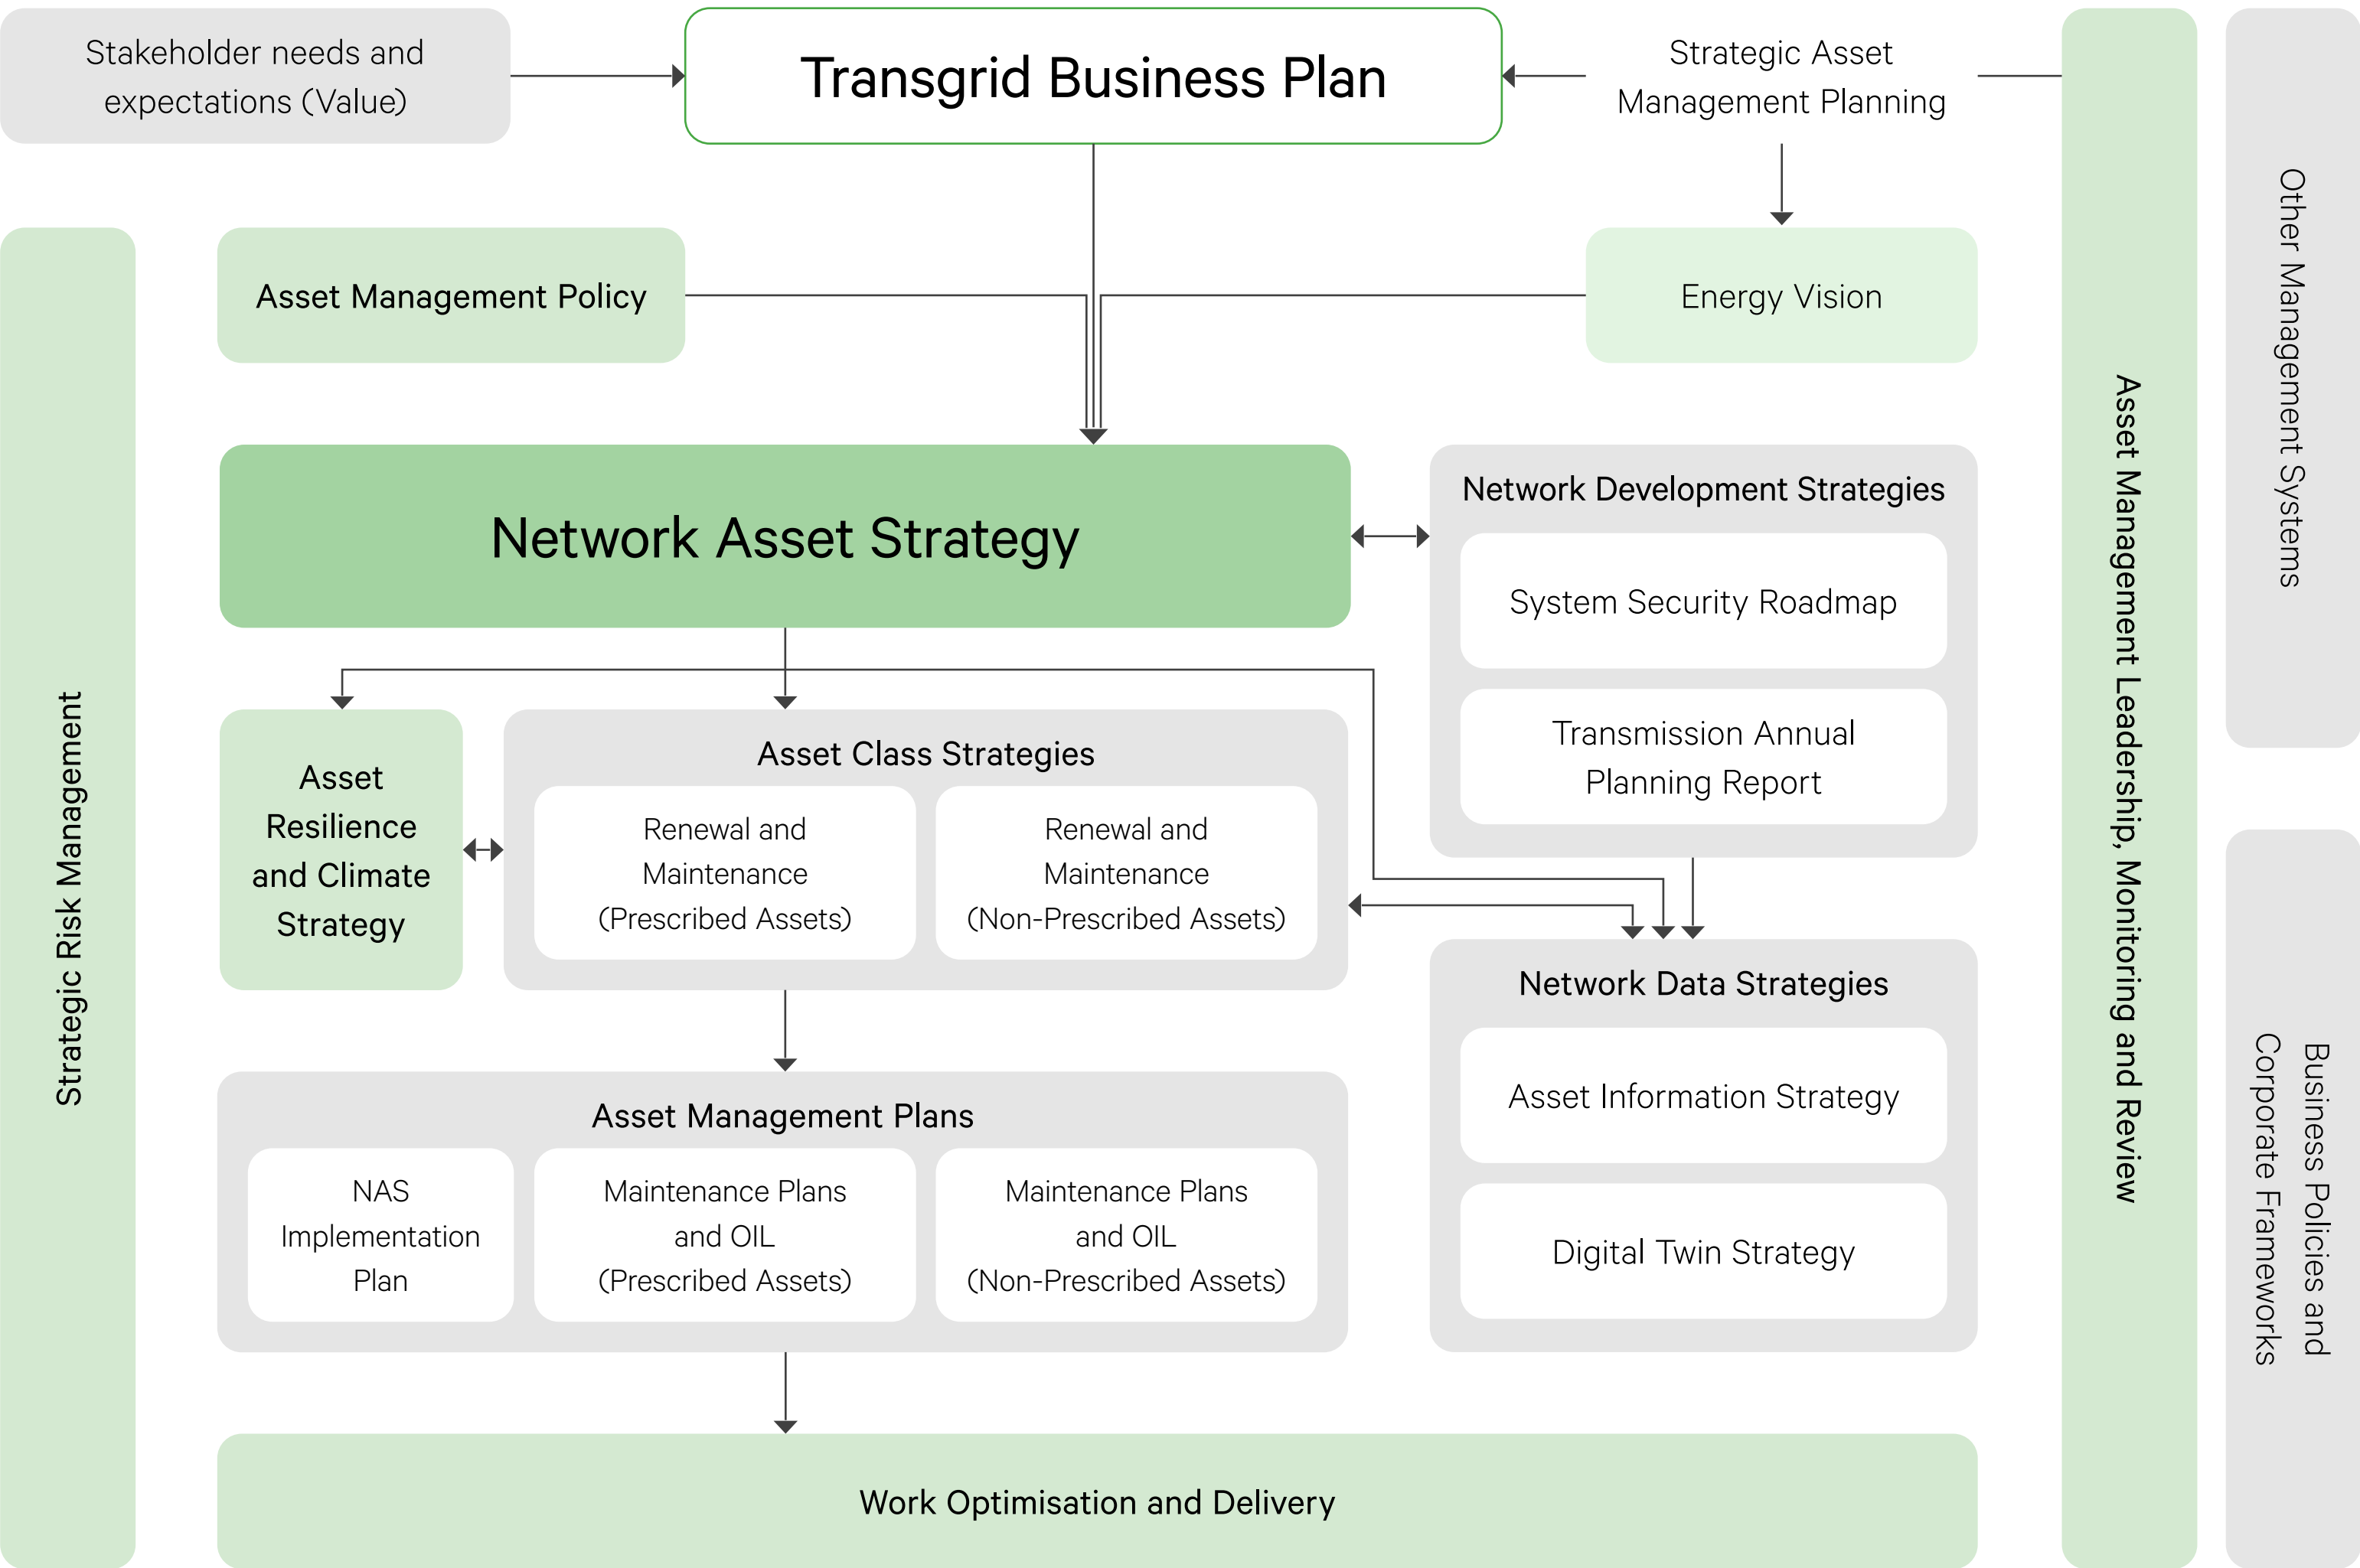 Stakeholder needs and
expectations (Value)
Transgrid Business Plan
Strategic Asset
Management Planning
Asset Management Policy
Energy Vision
Network Asset Strategy
Network Development Strategies
System Security Roadmap
Transmission Annual
Planning Report
Asset
Resilience
and Climate
Strategy
Asset Class Strategies
Renewal and
Maintenance
(Prescribed Assets)
Renewal and
Maintenance
(Non-Prescribed Assets)
Network Data Strategies
Asset Information Strategy
Digital Twin Strategy
Asset Management Plans
NAS
Implementation
Plan
Maintenance Plans
and OIL
(Prescribed Assets)
Maintenance Plans
and OIL
(Non-Prescribed Assets)
Work Optimisation and Delivery
Strategic Risk Management
Asset Management Leadership, Monitoring and Review
Other Management Systems
Business Policies and
Corporate Frameworks